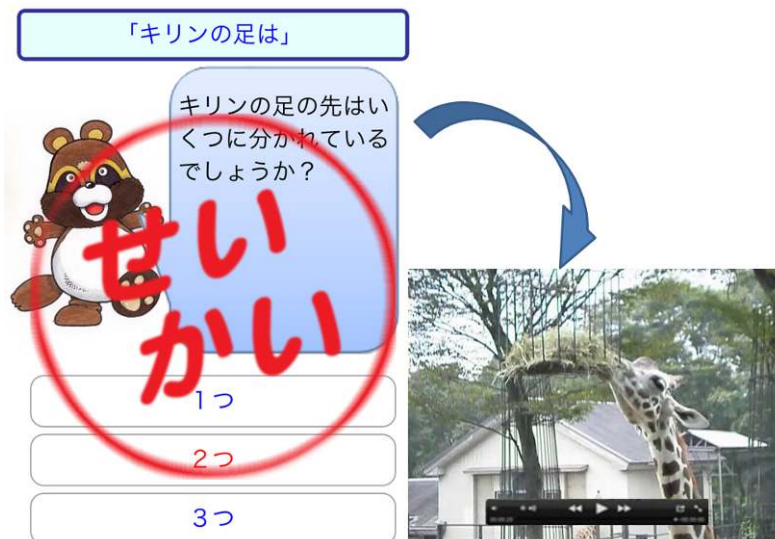 「キリンの足は」
キリンの足の先はい
くつに分かれている
でしょうか？
せい
かい
1つ
2つ
3つ